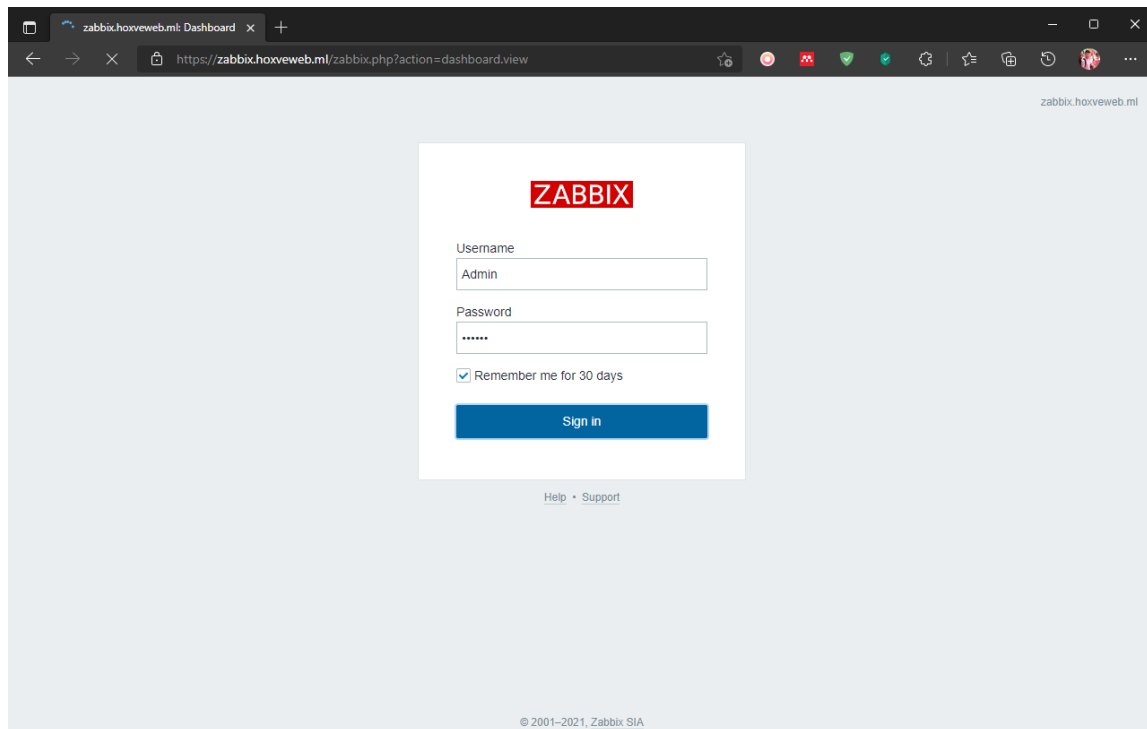 zabbix.hoxveweb.ml: Dashboard
https://zabbix.hoxveweb.ml/zabbix.php?action=dashboard.view
zabbix.hoxveweb.ml
ZABBIX
Username
Admin
Password
••••••
Remember me for 30 days
Sign in
Help • Support
© 2001–2021, Zabbix SIA